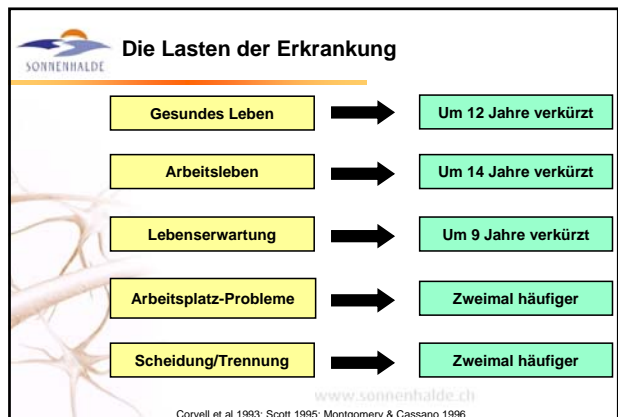 SONNENHALDE
Die Lasten der Erkrankung
Gesundes Leben
Um 12 Jahre verkürzt
Arbeitsleben
Um 14 Jahre verkürzt
Lebenserwartung
Um 9 Jahre verkürzt
Arbeitsplatz-Probleme
Zweimal häufiger
Scheidung/Trennung
Zweimal häufiger
www.sonnenhalde.ch
Coryell et al 1993; Scott 1995; Montgomery & Cassano 1996